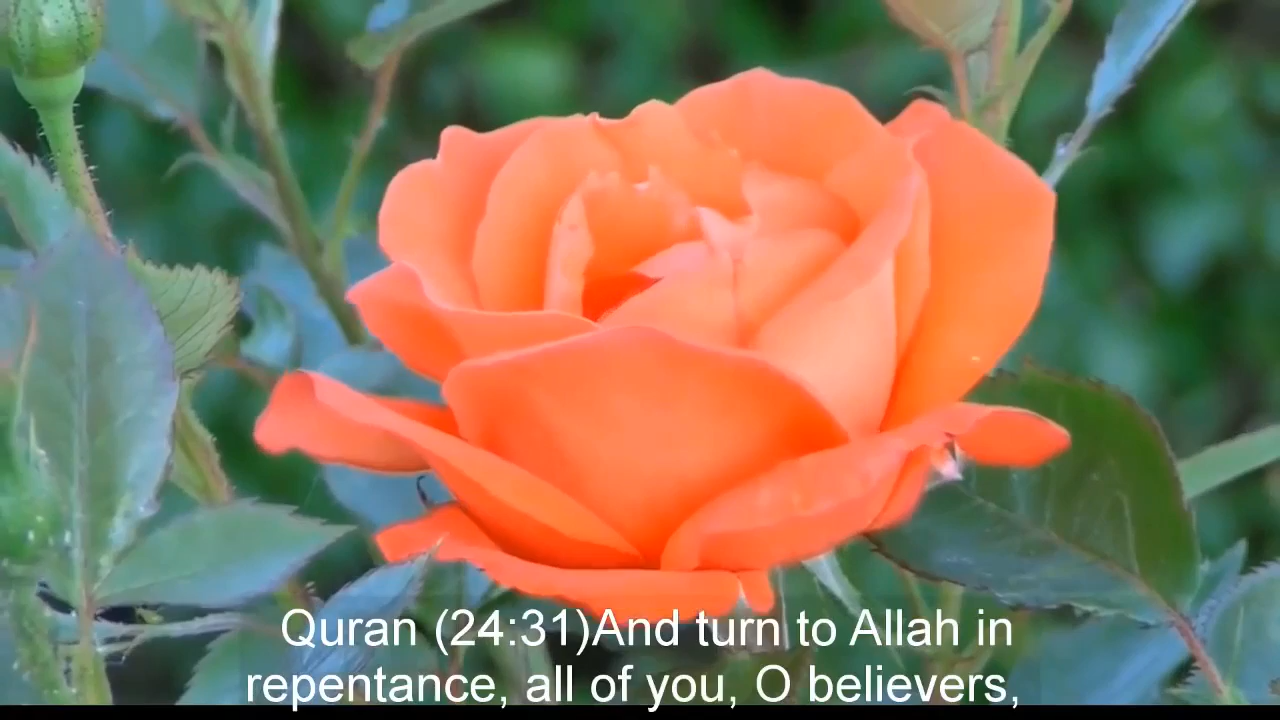 Quran (24:31)And turn to Allah in
repentance, all of you, O believers,